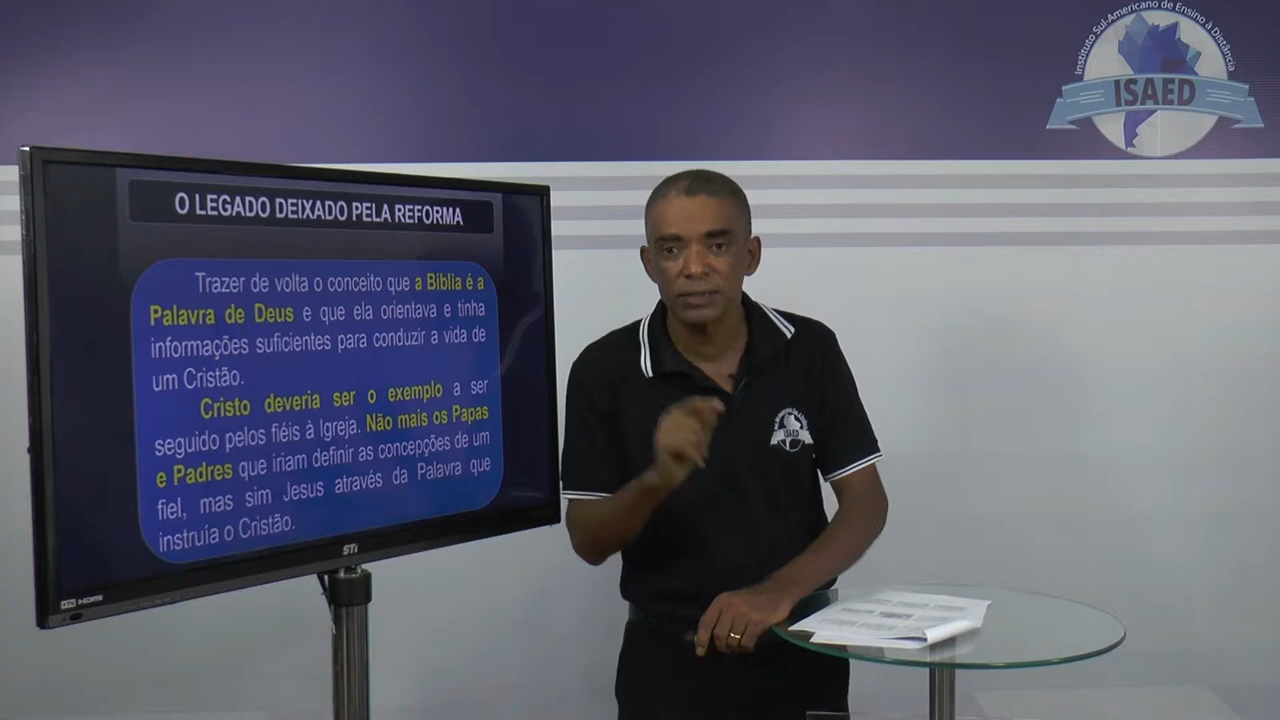 Instituto Sul-Americano de Ensino à Distância
ISAED
O LEGADO DEIXADO PELA REFORMA
Trazer de volta o conceito que a Bíblia é a
Palavra de Deus e que ela orientava e tinha
informações suficientes para conduzir a vida de
um Cristão.
Cristo deveria ser o exemplo a ser
seguido pelos fiéis à Igreja. Não mais os Papas
e Padres que iriam definir as concepções de um
fiel, mas sim Jesus através da Palavra que
instruía o Cristão.
STi
HDMI
ISAED